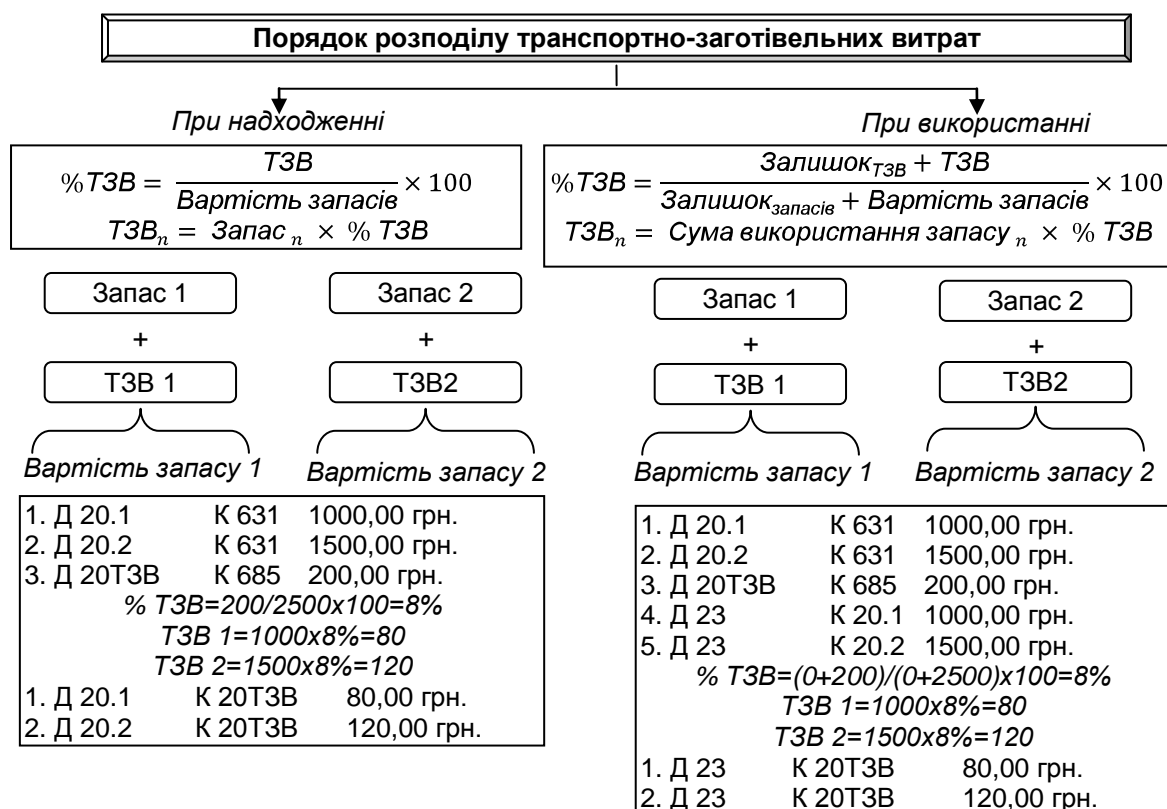 Порядок розподілу транспортно-заготівельних витрат
При надходженні
%ТЗВ = ТЗВ / Вартість запасів × 100
ТЗВₙ = Запас ₙ × % ТЗВ
Запас 1
Запас 2
+
+
ТЗВ 1
ТЗВ2
Вартість запасу 1
Вартість запасу 2
1. Д 20.1 К 631 1000,00 грн.
2. Д 20.2 К 631 1500,00 грн.
3. Д 20ТЗВ К 685 200,00 грн.
% ТЗВ=200/2500х100=8%
ТЗВ 1=1000х8%=80
ТЗВ 2=1500х8%=120
1. Д 20.1 К 20ТЗВ 80,00 грн.
2. Д 20.2 К 20ТЗВ 120,00 грн.
При використанні
%ТЗВ = Залишок_ТЗВ + ТЗВ / Залишок_запасів + Вартість запасів × 100
ТЗВₙ = Сума використання запасу ₙ × % ТЗВ
Запас 1
Запас 2
+
+
ТЗВ 1
ТЗВ2
Вартість запасу 1
Вартість запасу 2
1. Д 20.1 К 631 1000,00 грн.
2. Д 20.2 К 631 1500,00 грн.
3. Д 20ТЗВ К 685 200,00 грн.
4. Д 23 К 20.1 1000,00 грн.
5. Д 23 К 20.2 1500,00 грн.
% ТЗВ=(0+200)/(0+2500)х100=8%
ТЗВ 1=1000х8%=80
ТЗВ 2=1500х8%=120
1. Д 23 К 20ТЗВ 80,00 грн.
2. Д 23 К 20ТЗВ 120,00 грн.